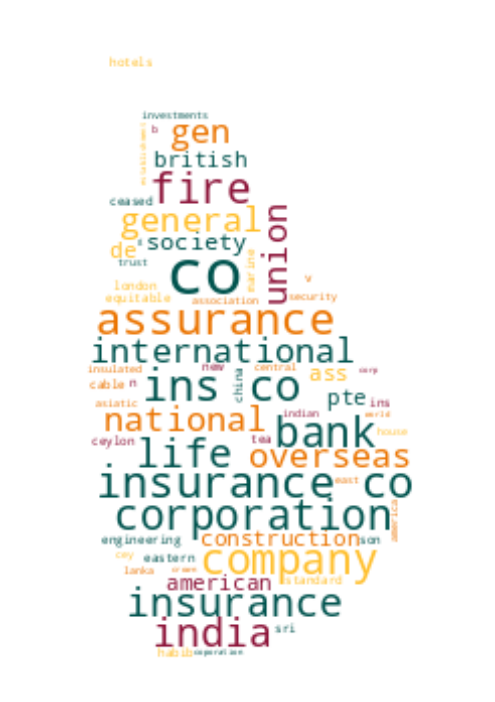 hotels
investments
b
gen
establishment
british
fire
ceased
general
union
s
society
de
trust
co
marine
v
london
equitable
association
security
assurance
international
insulated
new
central
corp
ass
cable
n
ins co
china
pte
ins
asiatic
national
indian
world
bank
house
ceylon
tea
life
overseas
insurance co
east
corporation
america
engineering
construction
son
cey
eastern
company
lanka
crown
american
standard
insurance
india
sri
habib
coporation